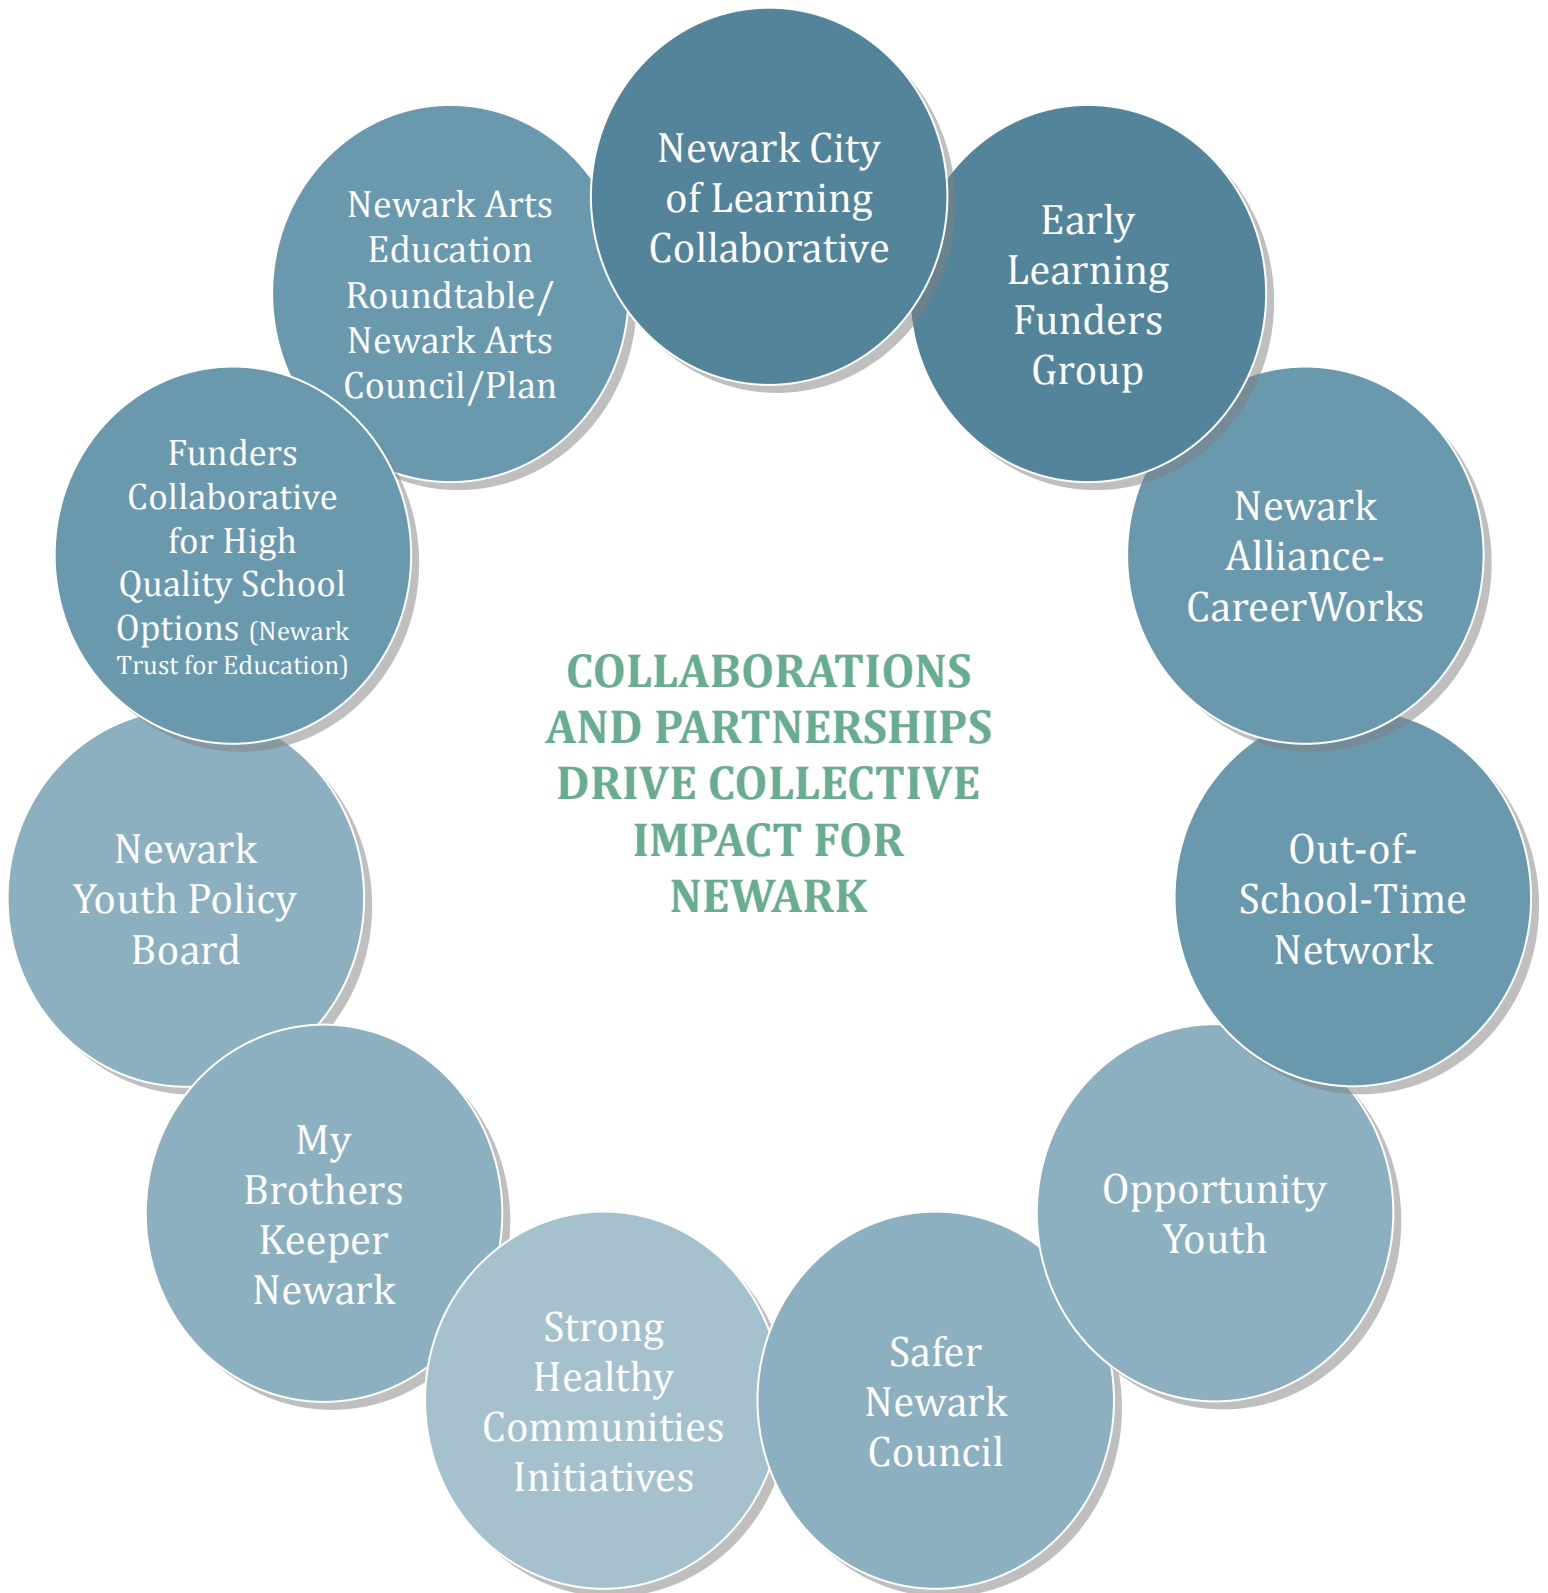 Newark City
of Learning
Collaborative
Early
Learning
Funders
Group
Newark
Alliance-
CareerWorks
Out-of-
School-Time
Network
Opportunity
Youth
Safer
Newark
Council
Strong
Healthy
Communities
Initiatives
My
Brothers
Keeper
Newark
Newark
Youth Policy
Board
Funders
Collaborative
for High
Quality School
Options (Newark
Trust for Education)
Newark Arts
Education
Roundtable/
Newark Arts
Council/Plan
COLLABORATIONS
AND PARTNERSHIPS
DRIVE COLLECTIVE
IMPACT FOR
NEWARK